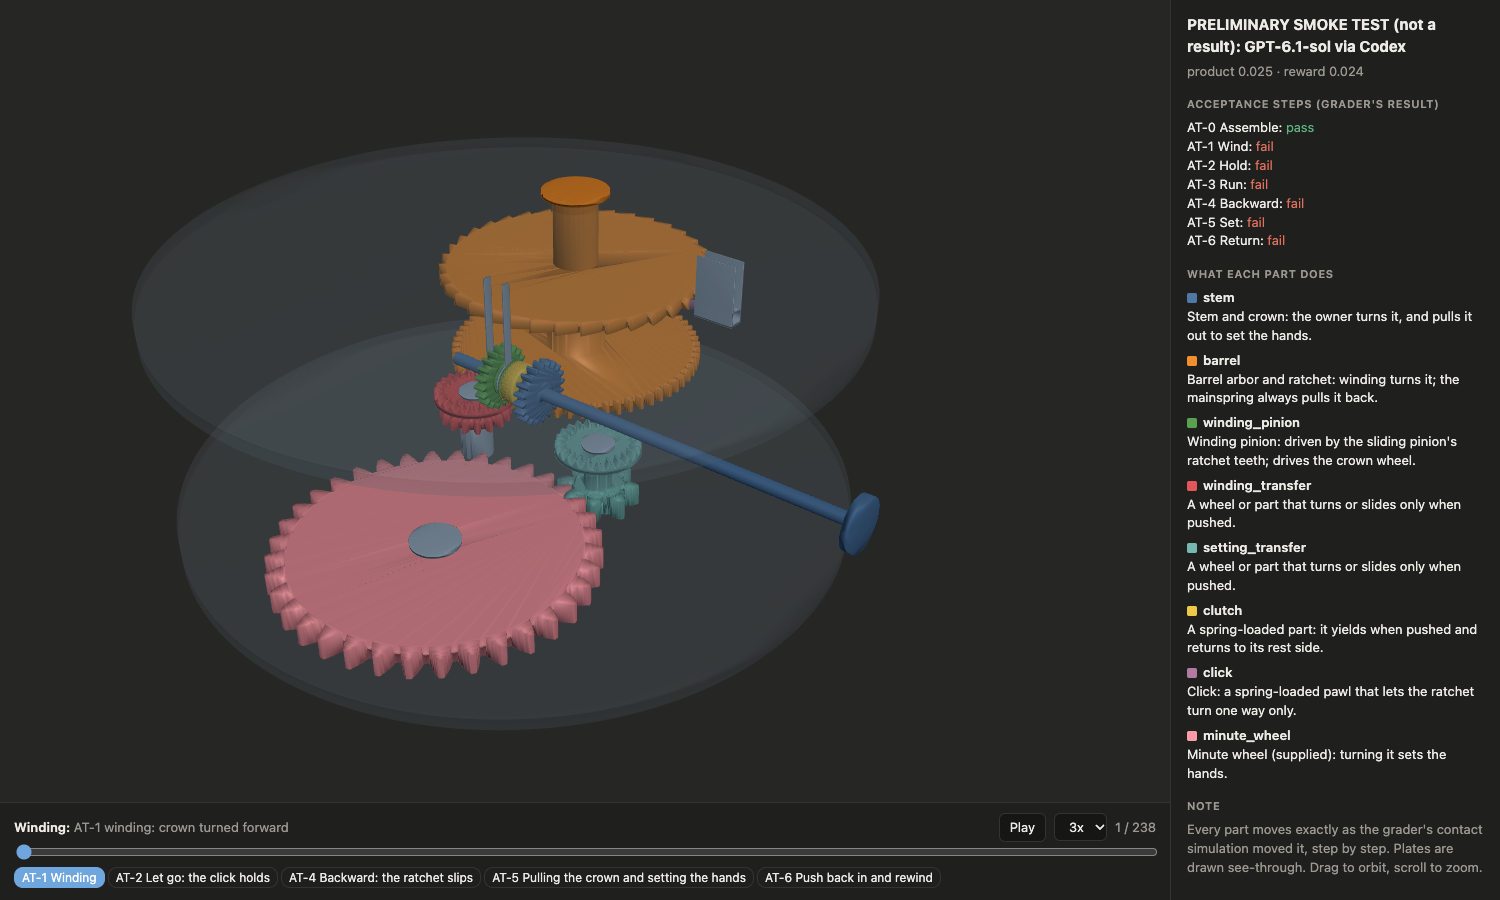 PRELIMINARY SMOKE TEST (not a
result): GPT-6.1-sol via Codex
product 0.025 · reward 0.024
ACCEPTANCE STEPS (GRADER'S RESULT)
AT-0 Assemble: pass
AT-1 Wind: fail
AT-2 Hold: fail
AT-3 Run: fail
AT-4 Backward: fail
AT-5 Set: fail
AT-6 Return: fail
WHAT EACH PART DOES
stem
Stem and crown: the owner turns it, and pulls it
out to set the hands.
barrel
Barrel arbor and ratchet: winding turns it; the
mainspring always pulls it back.
winding_pinion
Winding pinion: driven by the sliding pinion's
ratchet teeth; drives the crown wheel.
winding_transfer
A wheel or part that turns or slides only when
pushed.
setting_transfer
A wheel or part that turns or slides only when
pushed.
clutch
A spring-loaded part: it yields when pushed and
returns to its rest side.
click
Click: a spring-loaded pawl that lets the ratchet
turn one way only.
minute_wheel
Minute wheel (supplied): turning it sets the
hands.
NOTE
Every part moves exactly as the grader's contact
simulation moved it, step by step. Plates are
drawn see-through. Drag to orbit, scroll to zoom.
Winding: AT-1 winding: crown turned forward
Play
3x
1 / 238
AT-1 Winding
AT-2 Let go: the click holds
AT-4 Backward: the ratchet slips
AT-5 Pulling the crown and setting the hands
AT-6 Push back in and rewind